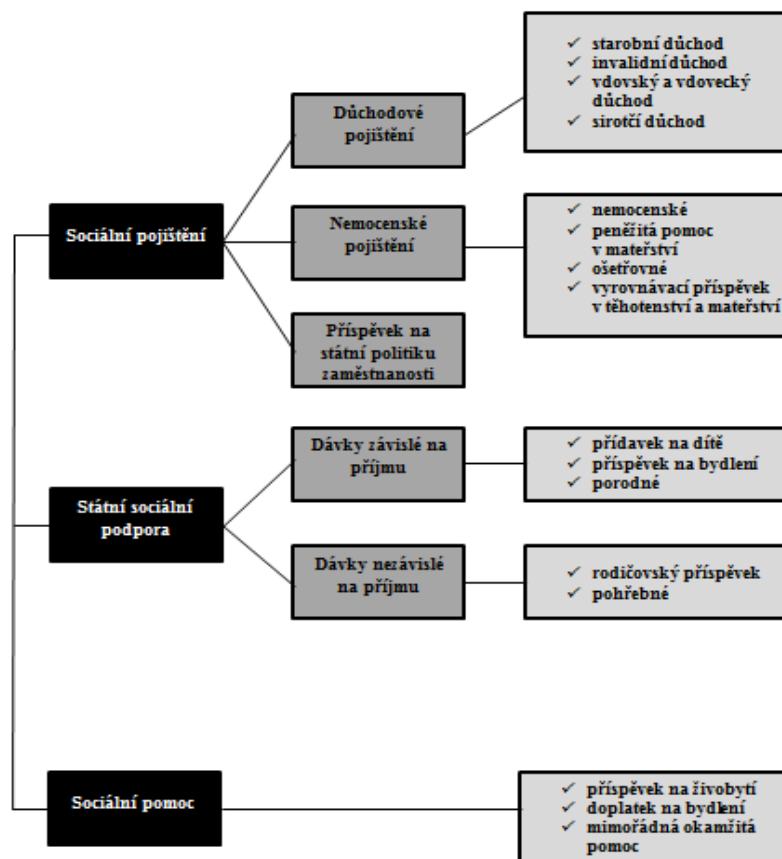 Sociální pojištění
Důchodové
pojištění
✓ starobní důchod
✓ invalidní důchod
✓ vdovský a vdovecký
důchod
✓ sirotčí důchod
Nemocenské
pojištění
✓ nemocenské
✓ peněžitá pomoc
v mateřství
✓ ošetřovné
✓ vyrovnávací příspěvek
v těhotenství a mateřství
Příspěvek na
státní politiku
zaměstnanosti
Státní sociální
podpora
Dávky závislé na
příjmu
✓ přídavek na dítě
✓ příspěvek na bydlení
✓ porodné
Dávky nezávislé
na příjmu
✓ rodičovský příspěvek
✓ pohřebné
Sociální pomoc
✓ příspěvek na živobytí
✓ doplatek na bydlení
✓ mimořádná okamžitá
pomoc